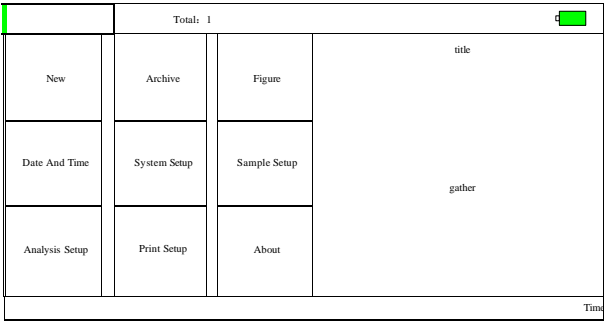 Total：1
title
New Archive Figure
Date And Time System Setup Sample Setup
gather
Analysis Setup Print Setup About
Time